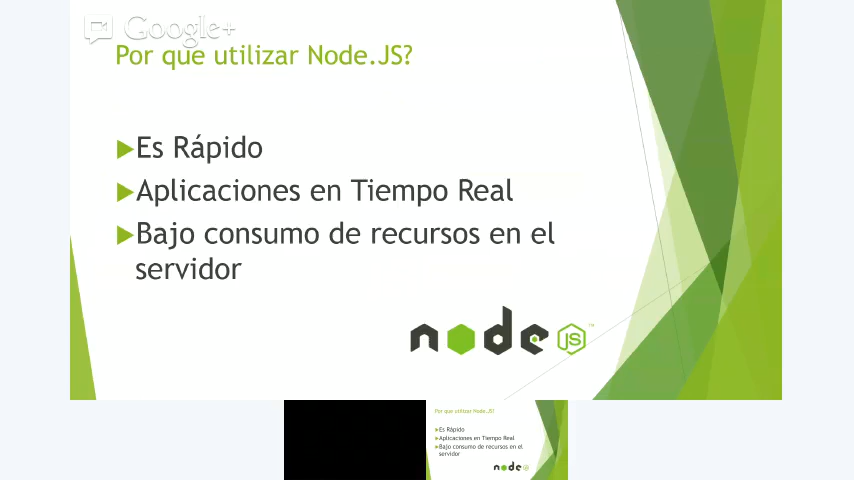 Google+
Por que utilizar Node.JS?
Es Rápido
Aplicaciones en Tiempo Real
Bajo consumo de recursos en el
servidor
node JS ™
Por que utilizar Node.JS?
Es Rápido
Aplicaciones en Tiempo Real
Bajo consumo de recursos en el
servidor
node